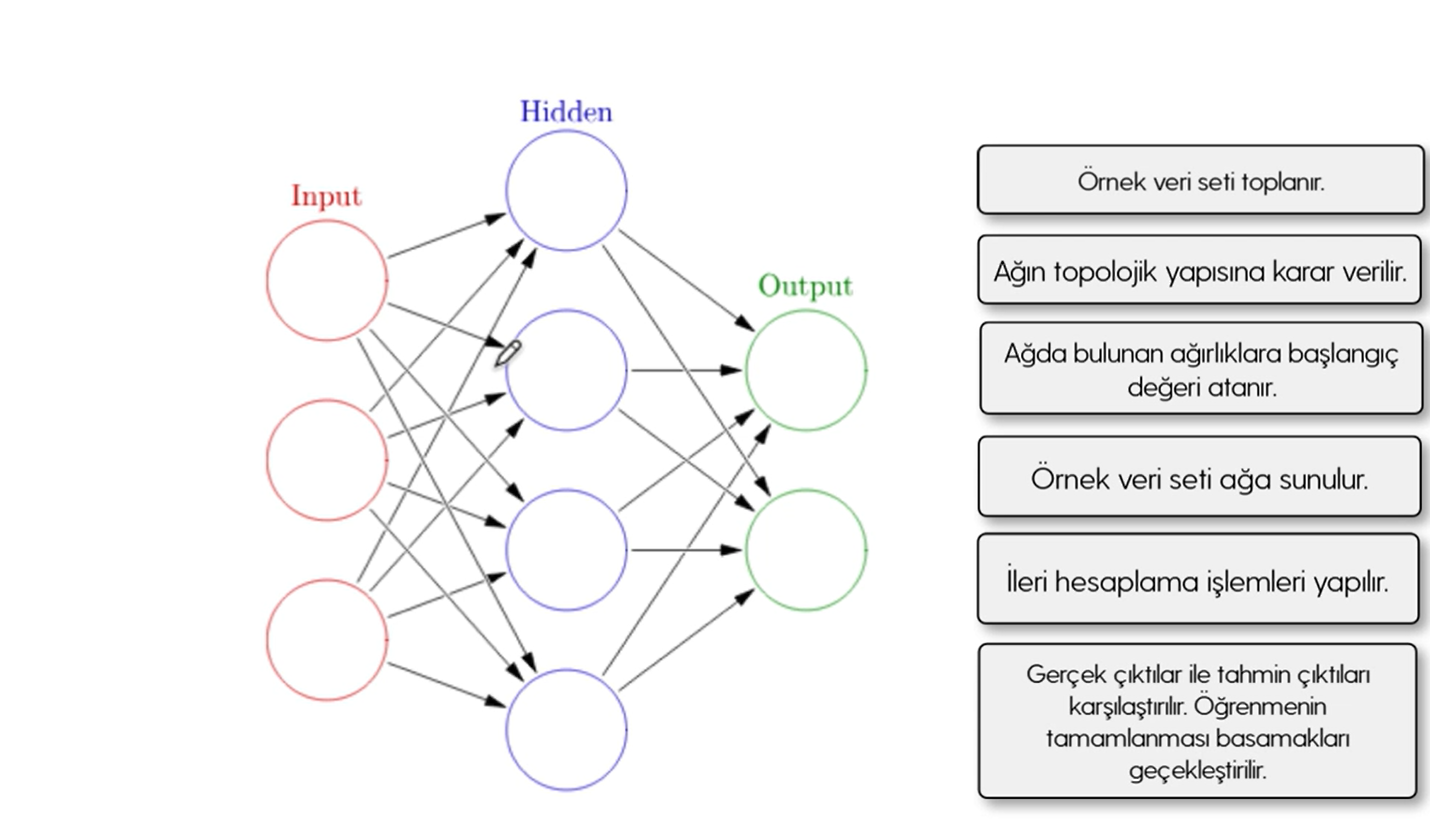 Hidden
Input
Output
Örnek veri seti toplanır.
Ağın topolojik yapısına karar verilir.
Ağda bulunan ağırlıklara başlangıç
değeri atanır.
Örnek veri seti ağa sunulur.
İleri hesaplama işlemleri yapılır.
Gerçek çıktılar ile tahmin çıktıları
karşılaştırılır. Öğrenmenin
tamamlanması basamakları
geçekleştirilir.